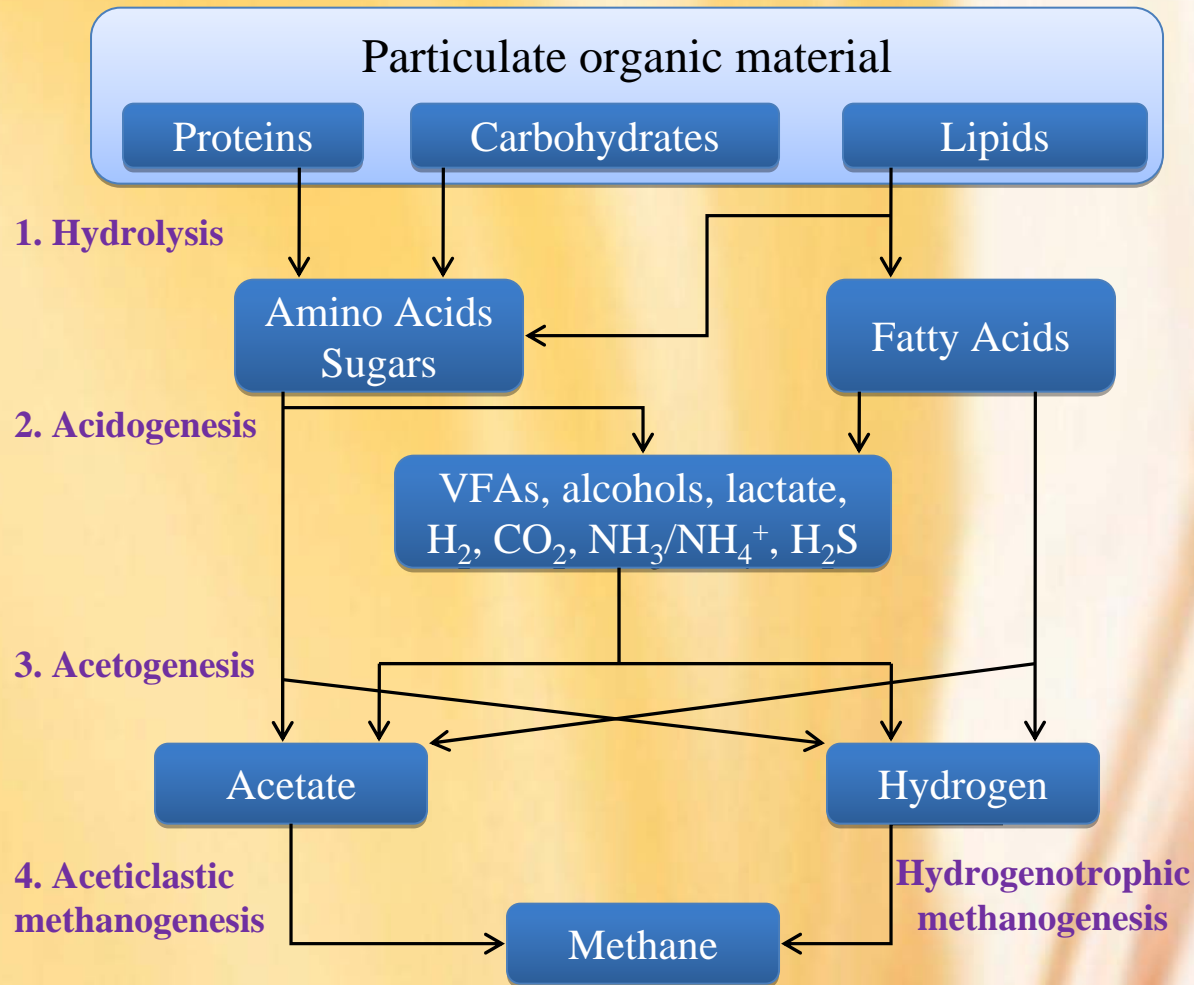 Particulate organic material
Proteins
Carbohydrates
Lipids
1. Hydrolysis
Amino Acids
Sugars
Fatty Acids
2. Acidogenesis
VFAs, alcohols, lactate,
H₂, CO₂, NH₃/NH₄⁺, H₂S
3. Acetogenesis
Acetate
Hydrogen
4. Aceticlastic
methanogenesis
Hydrogenotrophic
methanogenesis
Methane